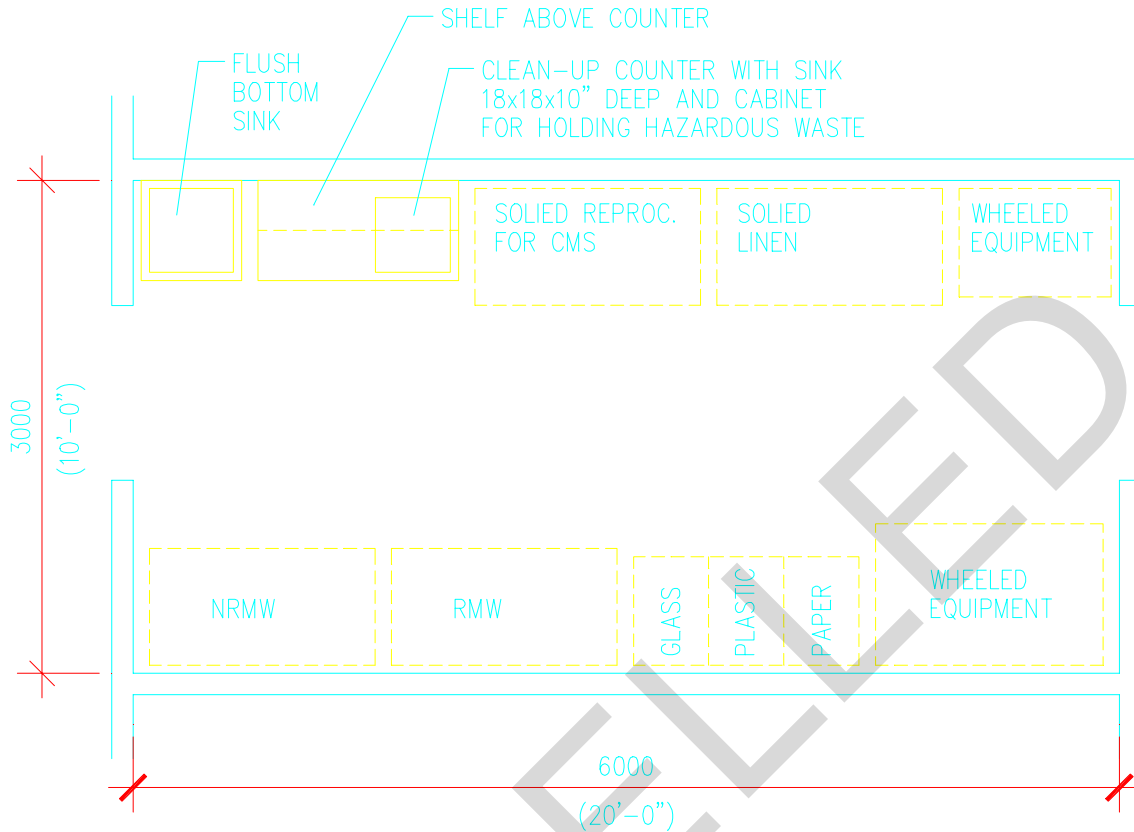 SHELF ABOVE COUNTER
FLUSH
BOTTOM
SINK
CLEAN-UP COUNTER WITH SINK
18x18x10" DEEP AND CABINET
FOR HOLDING HAZARDOUS WASTE
SOLIED REPROC.
FOR CMS
SOLIED
LINEN
WHEELED
EQUIPMENT
3000
(10'-0")
NRMW
RMW
GLASS
PLASTIC
PAPER
WHEELED
EQUIPMENT
6000
(20'-0")
ELLED